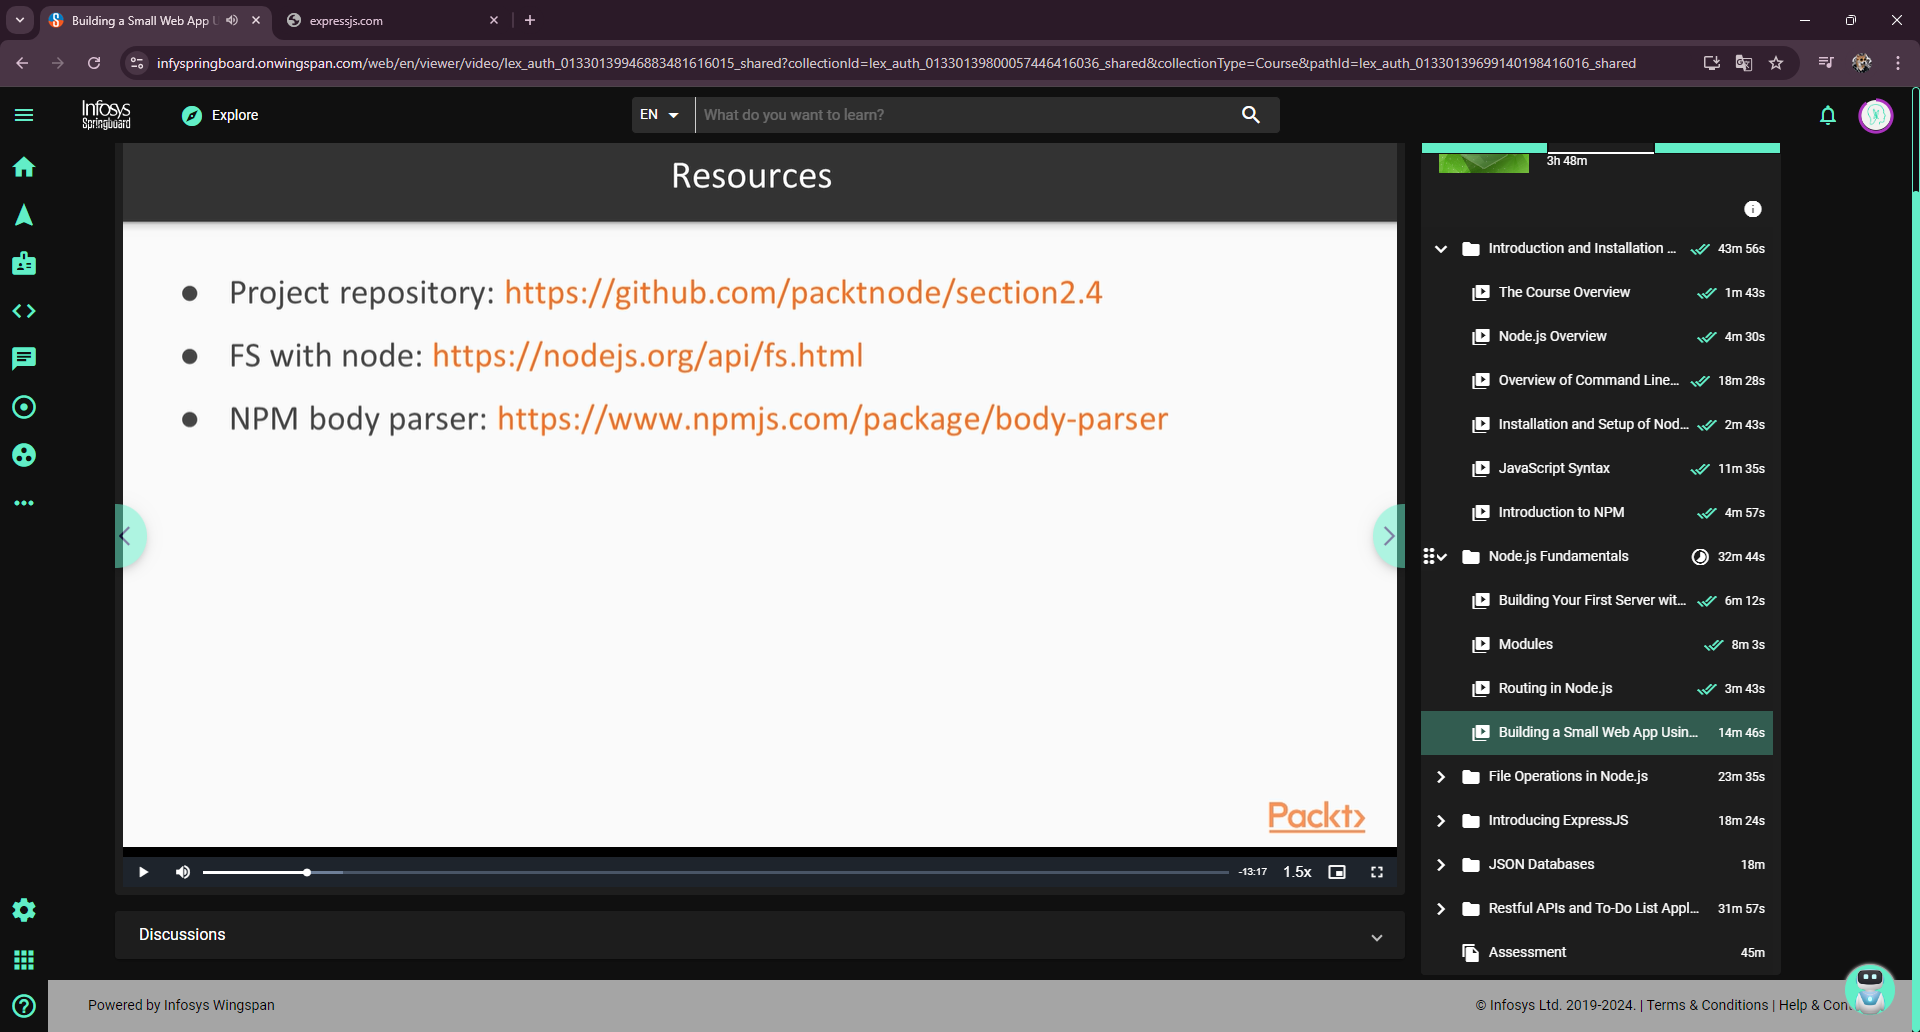 Building a Small Web App U
expressjs.com
infyspringboard.onwingspan.com/web/en/viewer/video/lex_auth_01330139946883481616015_shared?collectionId=lex_auth_01330139800057446416036_shared&collectionType=Course&pathId=lex_auth_01330139699140198416016_shared
Infosys
Springboard
Explore
EN
What do you want to learn?
Resources
• Project repository: https://github.com/packtnode/section2.4
• FS with node: https://nodejs.org/api/fs.html
• NPM body parser: https://www.npmjs.com/package/body-parser
Packt>
-13:17
1.5x
Discussions
3h 48m
Introduction and Installation ... 43m 56s
The Course Overview 1m 43s
Node.js Overview 4m 30s
Overview of Command Line... 18m 28s
Installation and Setup of Nod... 2m 43s
JavaScript Syntax 11m 35s
Introduction to NPM 4m 57s
Node.js Fundamentals 32m 44s
Building Your First Server wit... 6m 12s
Modules 8m 3s
Routing in Node.js 3m 43s
Building a Small Web App Usin... 14m 46s
File Operations in Node.js 23m 35s
Introducing ExpressJS 18m 24s
JSON Databases 18m
Restful APIs and To-Do List Appl... 31m 57s
Assessment 45m
Powered by Infosys Wingspan
© Infosys Ltd. 2019-2024. | Terms & Conditions | Help & Con